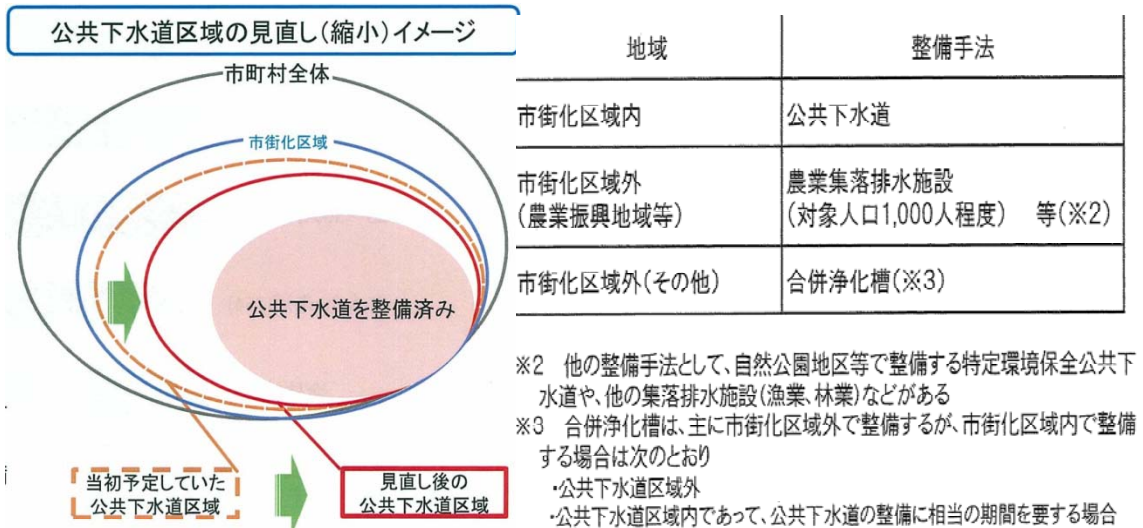 公共下水道区域の見直し(縮小)イメージ
市町村全体
市街化区域
公共下水道を整備済み
当初予定していた
公共下水道区域
見直し後の
公共下水道区域
地域 整備手法
市街化区域内 公共下水道
市街化区域外
(農業振興地域等)
農業集落排水施設
(対象人口1,000人程度) 等(※2)
市街化区域外(その他) 合併浄化槽(※3)
※2 他の整備手法として、自然公園地区等で整備する特定環境保全公共下
水道や、他の集落排水施設(漁業、林業)などがある
※3 合併浄化槽は、主に市街化区域外で整備するが、市街化区域内で整備
する場合は次のとおり
・公共下水道区域外
・公共下水道区域内であって、公共下水道の整備に相当の期間を要する場合